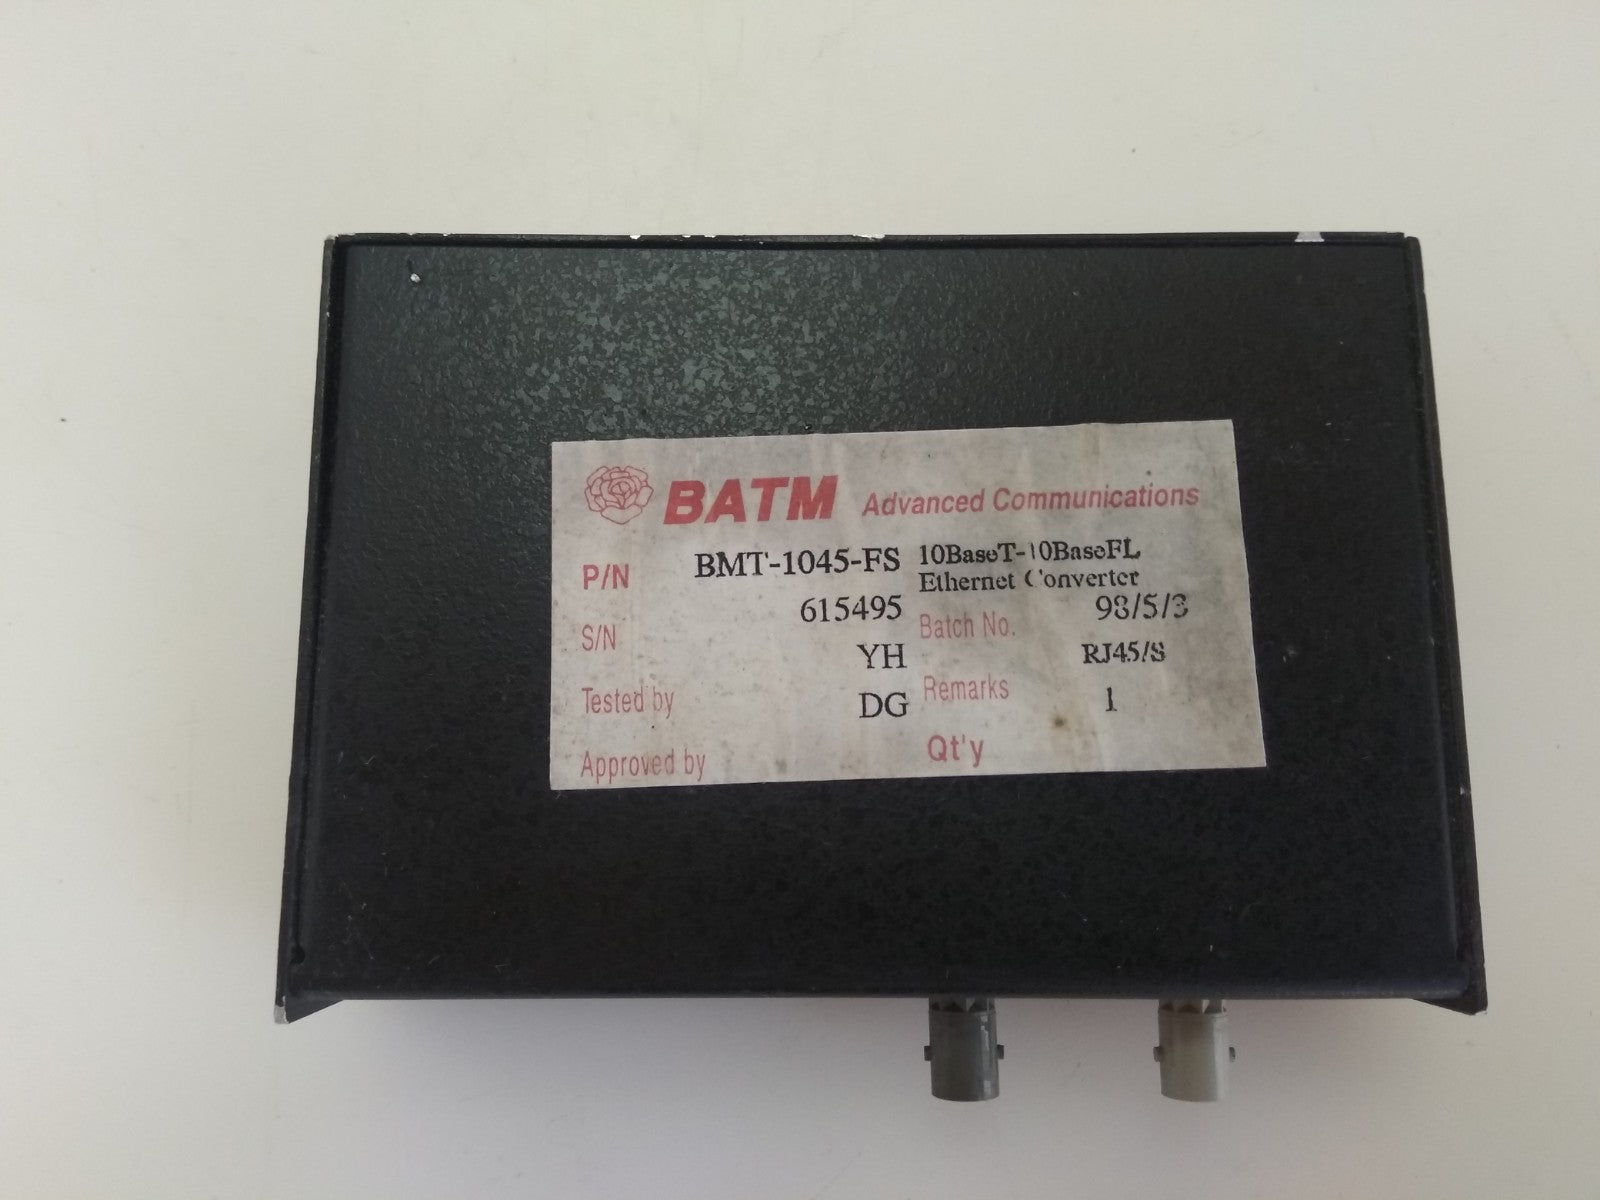 BATM Advanced Communications
P/N BMT-1045-FS 10BaseT-10BaseFL
Ethernet Converter
S/N 615495 Batch No. 98/5/3
Tested by YH Remarks RJ45/S
Approved by DG Qt'y 1